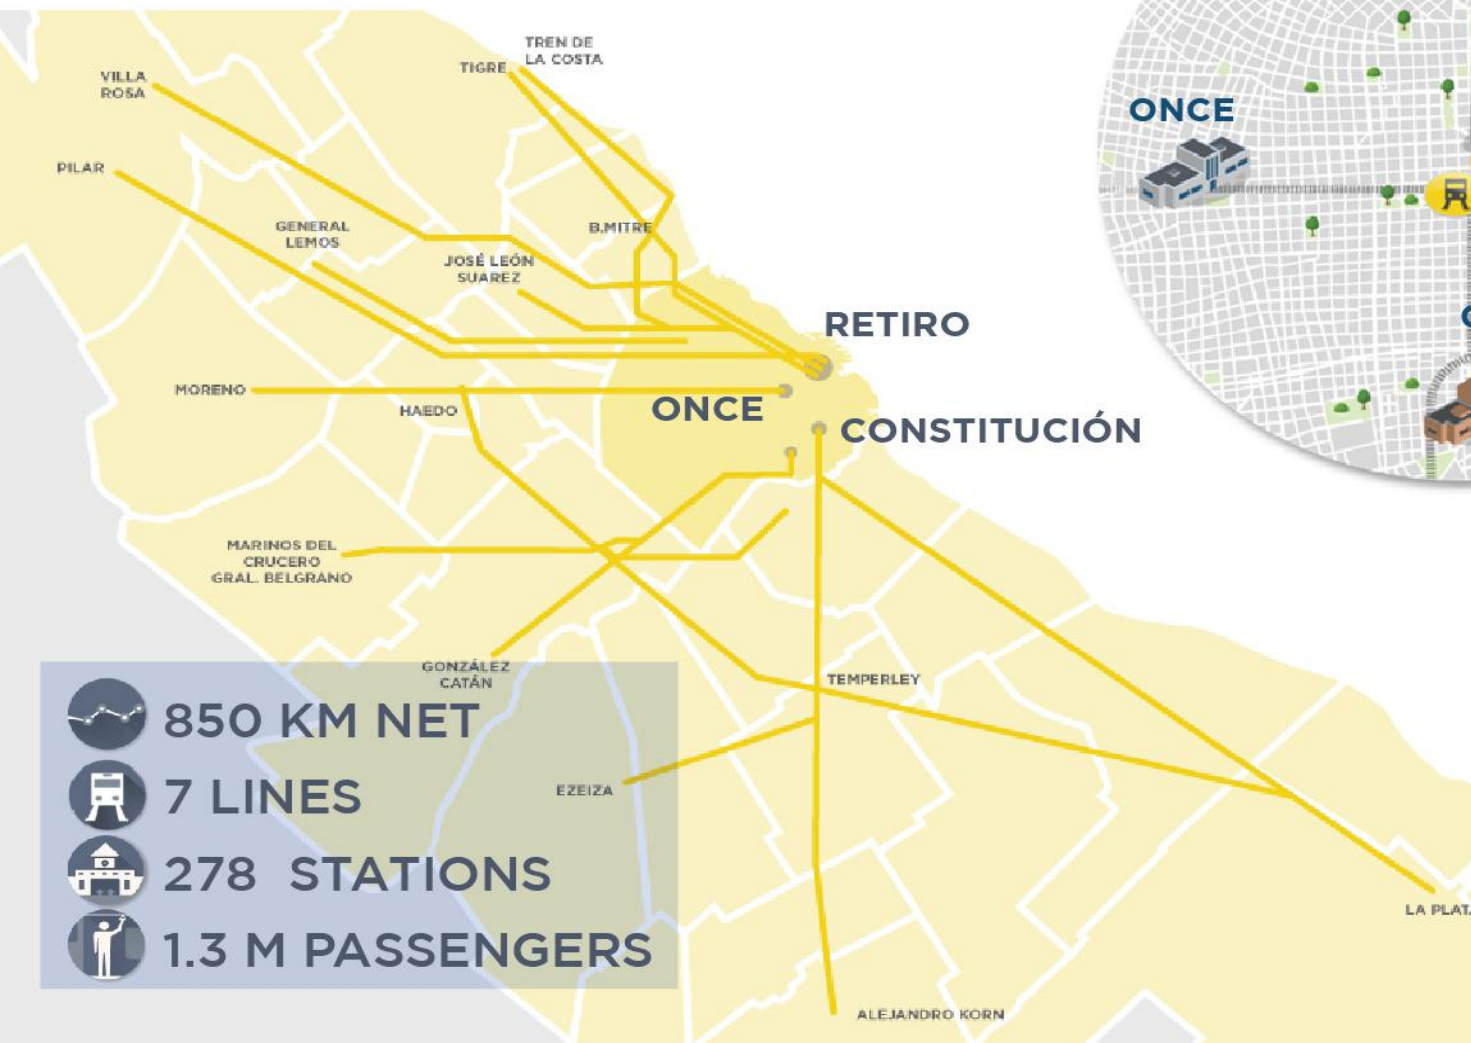 TREN DE
LA COSTA
TIGRE
VILLA
ROSA
ONCE
PILAR
GENERAL
LEMOS
B.MITRE
JOSÉ LEÓN
SUAREZ
RETIRO
MORENO
HAEDO
ONCE
CONSTITUCIÓN
MARINOS DEL
CRUCERO
GRAL. BELGRANO
GONZÁLEZ
CATÁN
TEMPERLEY
850 KM NET
7 LINES
EZEIZA
278 STATIONS
LA PLAT
1.3 M PASSENGERS
ALEJANDRO KORN